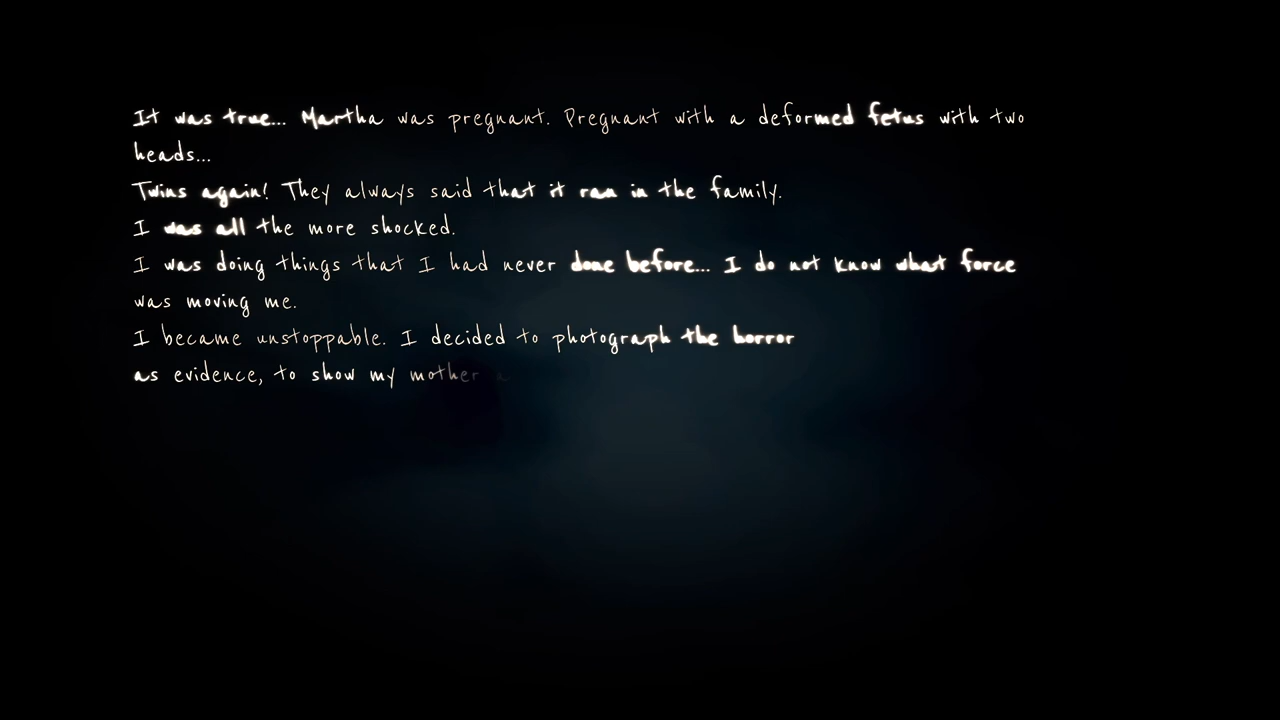 It was true... Martha was pregnant. Pregnant with a deformed fetus with two
heads...
Twins again! They always said that it ran in the family.
I was all the more shocked.
I was doing things that I had never done before... I do not know what force
was moving me.
I became unstoppable. I decided to photograph the horror
as evidence, to show my mother